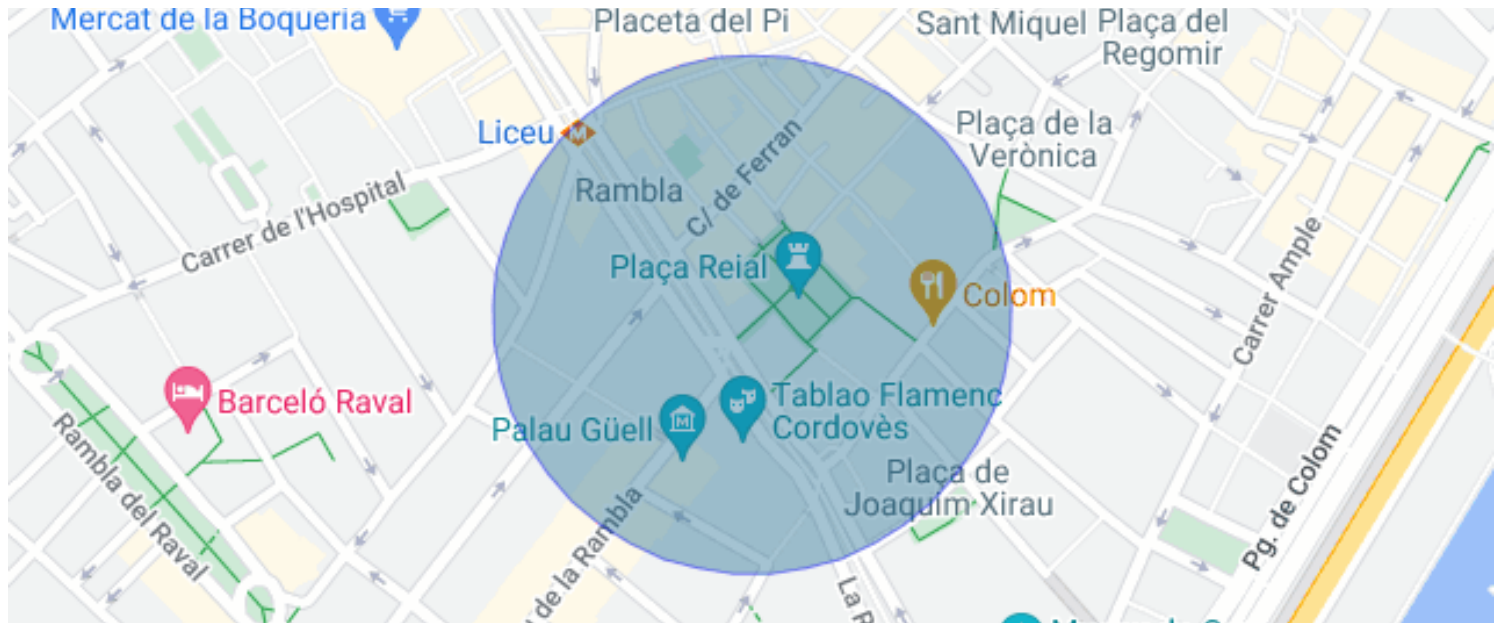 Mercat de la Boqueria
Placeta del Pi
Sant Miquel
Plaça del
Regomir
Liceu
M
Plaça de la
Verònica
C/ de Ferran
Rambla
Carrer de l'Hospital
Plaça Reial
Colom
Carrer Ample
Barceló Raval
Palau Güell
M
Tablao Flamenc
Cordovès
Rambla del Raval
Plaça de
Joaquim Xirau
Pg. de Colom
de la Rambla
La R